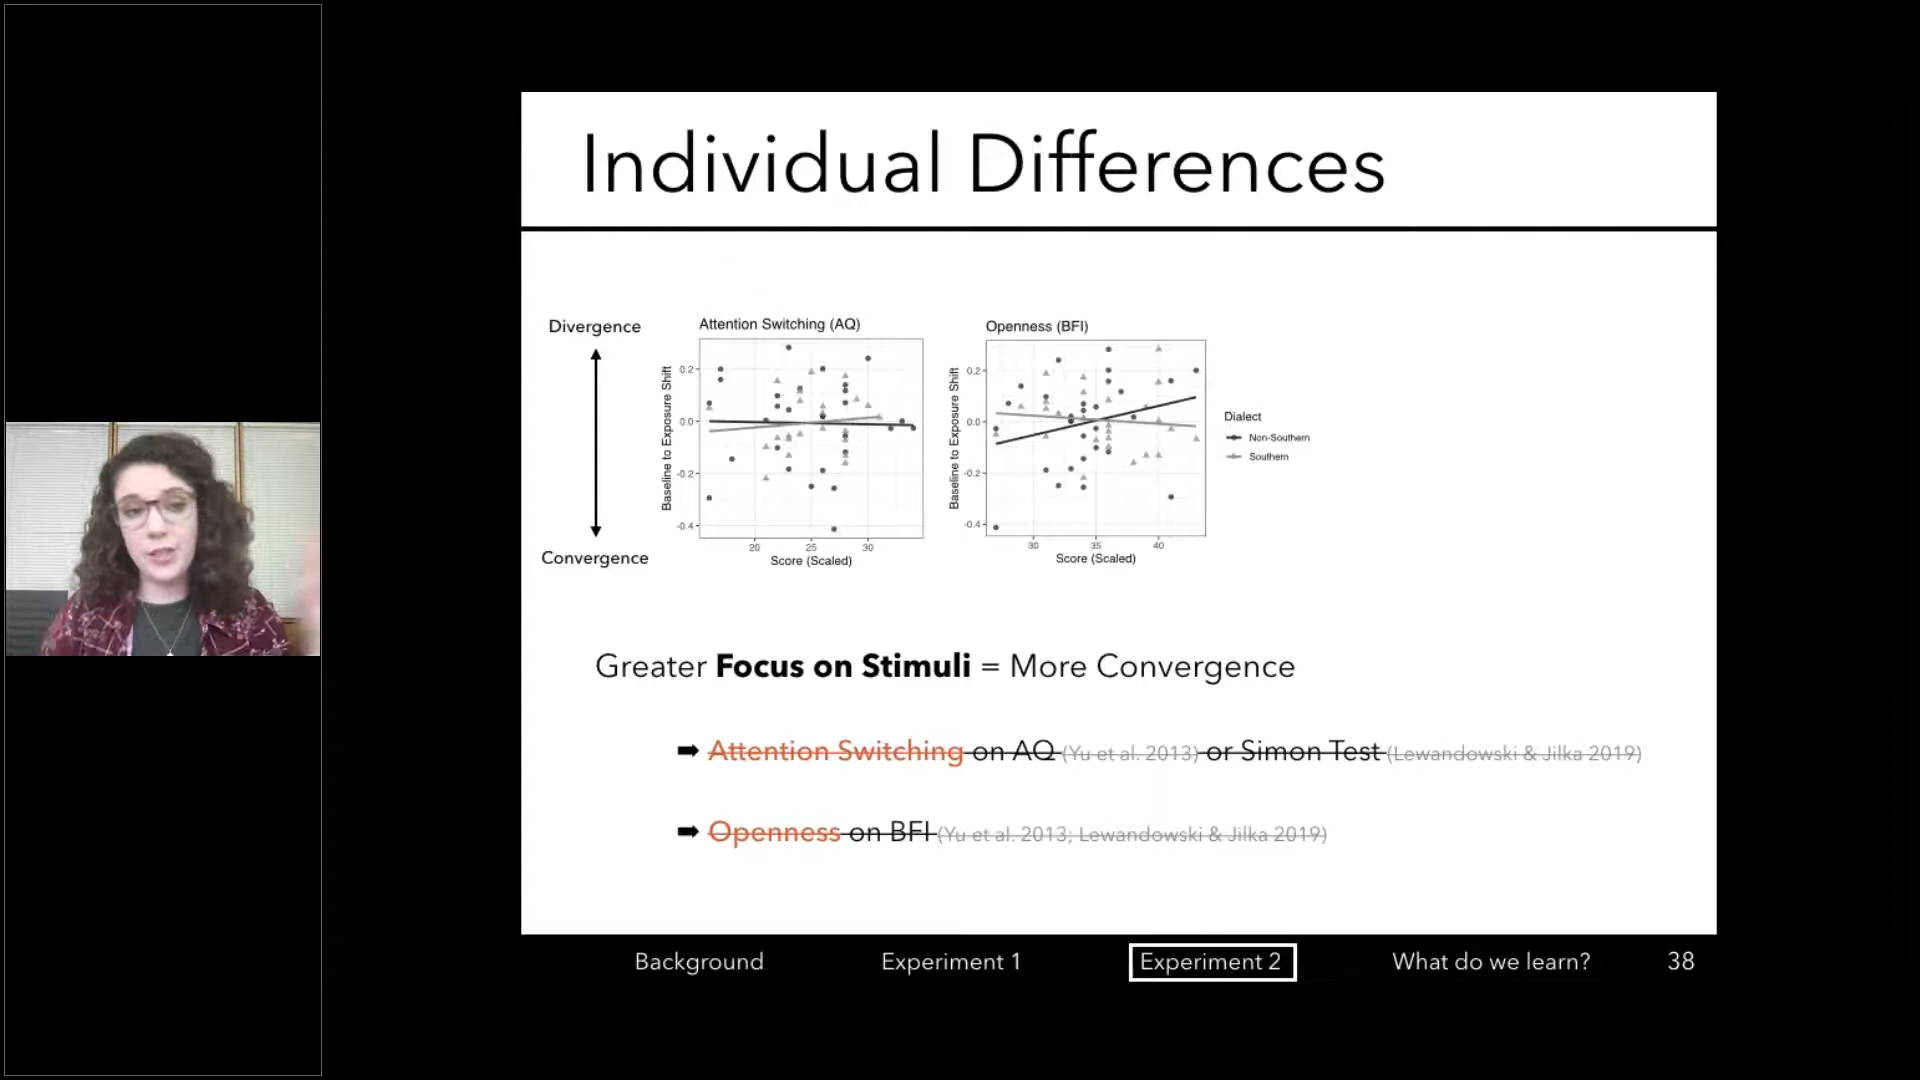 Individual Differences
Divergence
Convergence
Attention Switching (AQ)
Baseline to Exposure Shift
0.2
0.0
-0.2
-0.4
20 25 30
Score (Scaled)
Openness (BFI)
Baseline to Exposure Shift
0.2
0.0
-0.2
-0.4
30 35 40
Score (Scaled)
Dialect
Non-Southern
Southern
Greater Focus on Stimuli = More Convergence
➡ Attention Switching on AQ (Yu et al. 2013) or Simon Test (Lewandowski & Jilka 2019)
➡ Openness on BFI (Yu et al. 2013; Lewandowski & Jilka 2019)
Background Experiment 1 Experiment 2 What do we learn? 38